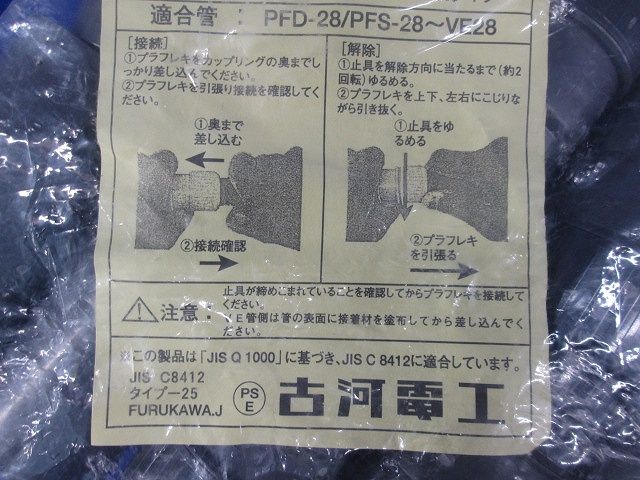 適合管： PFD-28/PFS-28～VE28
[接続]
①プラフレキをカップリングの奥までし
っかり差し込んでください。
②プラフレキを引張り接続を確認してく
ださい。
①奥まで
差し込む
②接続確認
[解除]
①止具を解除方向に当たるまで（約2
回転）ゆるめる。
②プラフレキを上下、左右にこじりな
がら引き抜く。
①止具をゆ
るめる
②プラフレキ
を引張る
注意：
止具が締めこまれていることを確認してからプラフレキを接続して
ください。
VE管側は管の表面に接着材を塗布してから差し込んでく
ださい。
※この製品は「JIS Q 1000」に基づき、JIS C 8412に適合しています。
JIS C8412
タイプー25
FURUKAWA.J
PS
E
古河電工